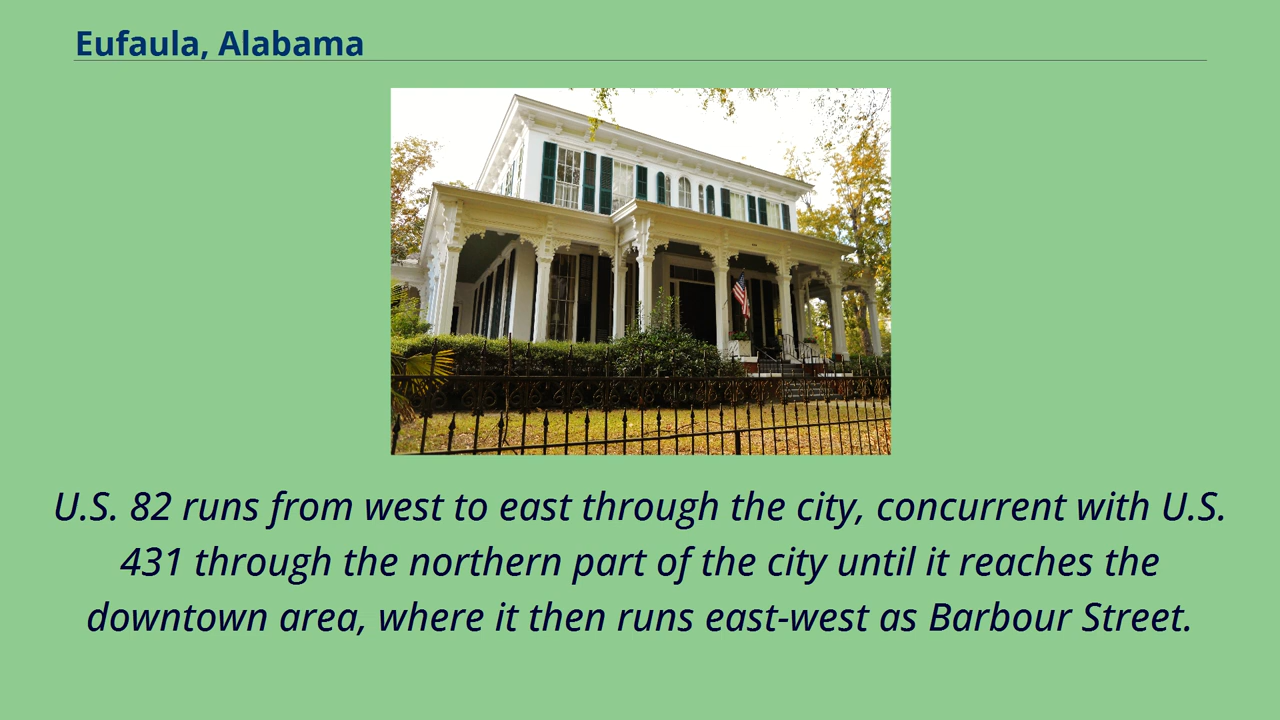 Eufaula, Alabama
U.S. 82 runs from west to east through the city, concurrent with U.S.
431 through the northern part of the city until it reaches the
downtown area, where it then runs east-west as Barbour Street.